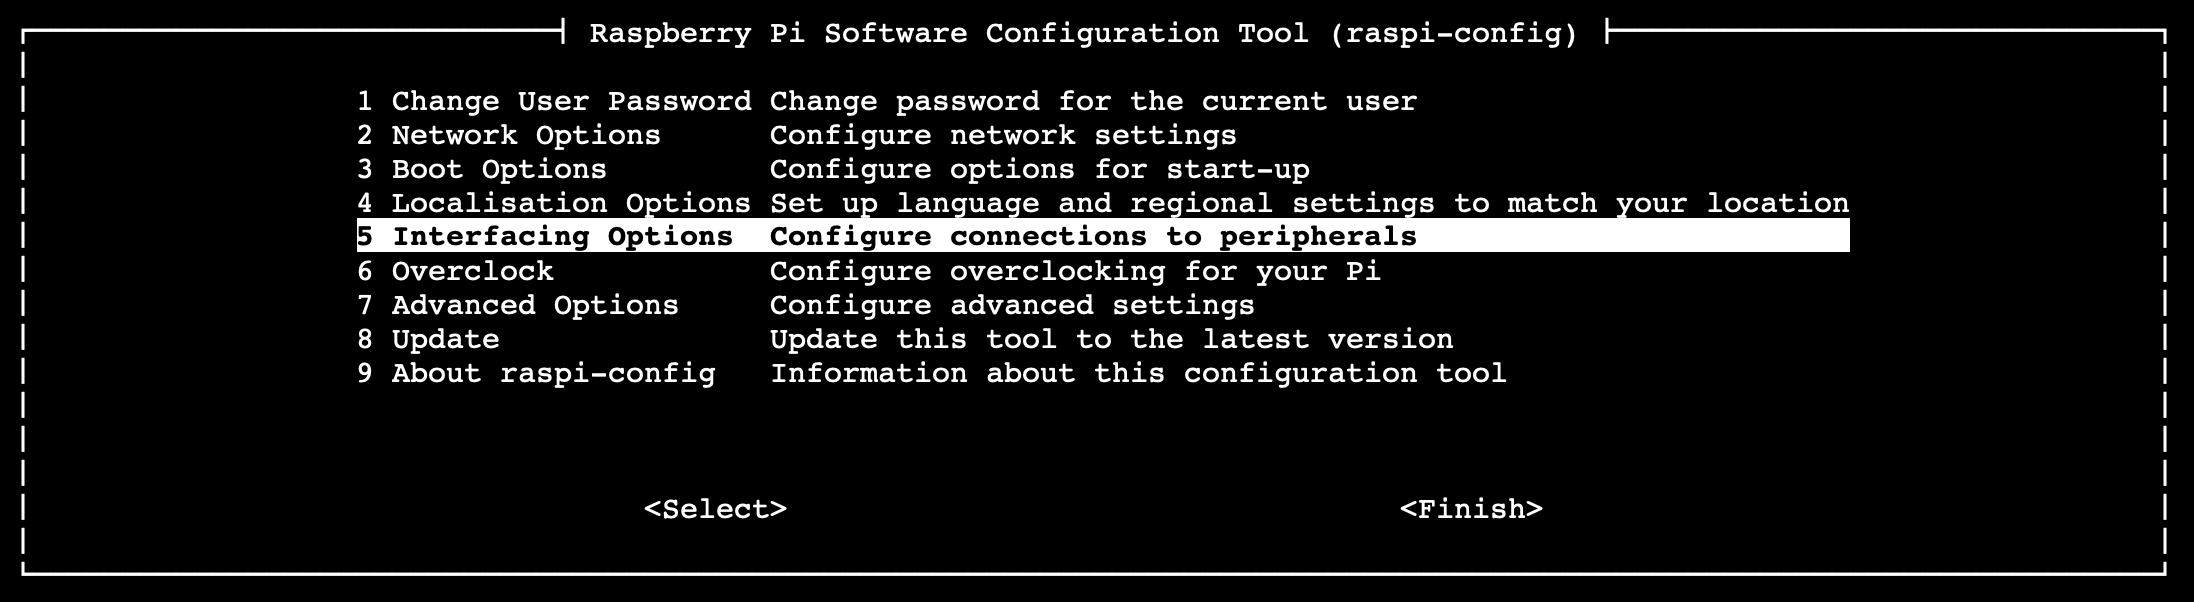 Raspberry Pi Software Configuration Tool (raspi-config)
1 Change User Password Change password for the current user
2 Network Options Configure network settings
3 Boot Options Configure options for start-up
4 Localisation Options Set up language and regional settings to match your location
5 Interfacing Options Configure connections to peripherals
6 Overclock Configure overclocking for your Pi
7 Advanced Options Configure advanced settings
8 Update Update this tool to the latest version
9 About raspi-config Information about this configuration tool
<Select> <Finish>